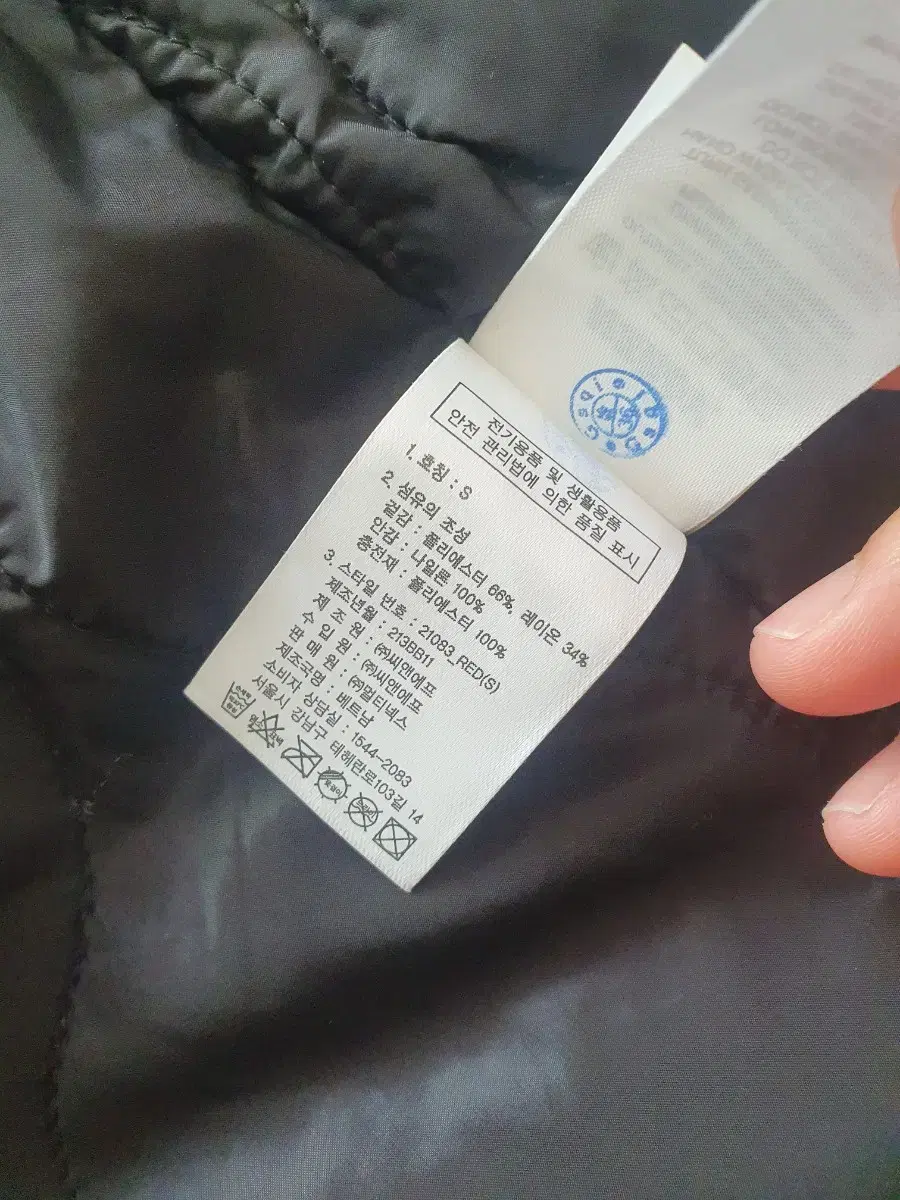 전기용품 및 생활용품
안전 관리법에 의한 품질 표시
1. 호칭 : S
2. 섬유의 조성
겉감 : 폴리에스터 66%, 레이온 34%
안감 : 나일론 100%
충전재 : 폴리에스터 100%
3. 스타일 번호 : 21083_RED(S)
제조년월 : 213BB11
제 조 원 : ㈜씨앤에프
수 입 원 : ㈜씨앤에프
판 매 원 : ㈜멀티넥스
제조국명 : 베트남
소비자 상담실 : 1544-2083
서울시 강남구 테헤란로103길 14